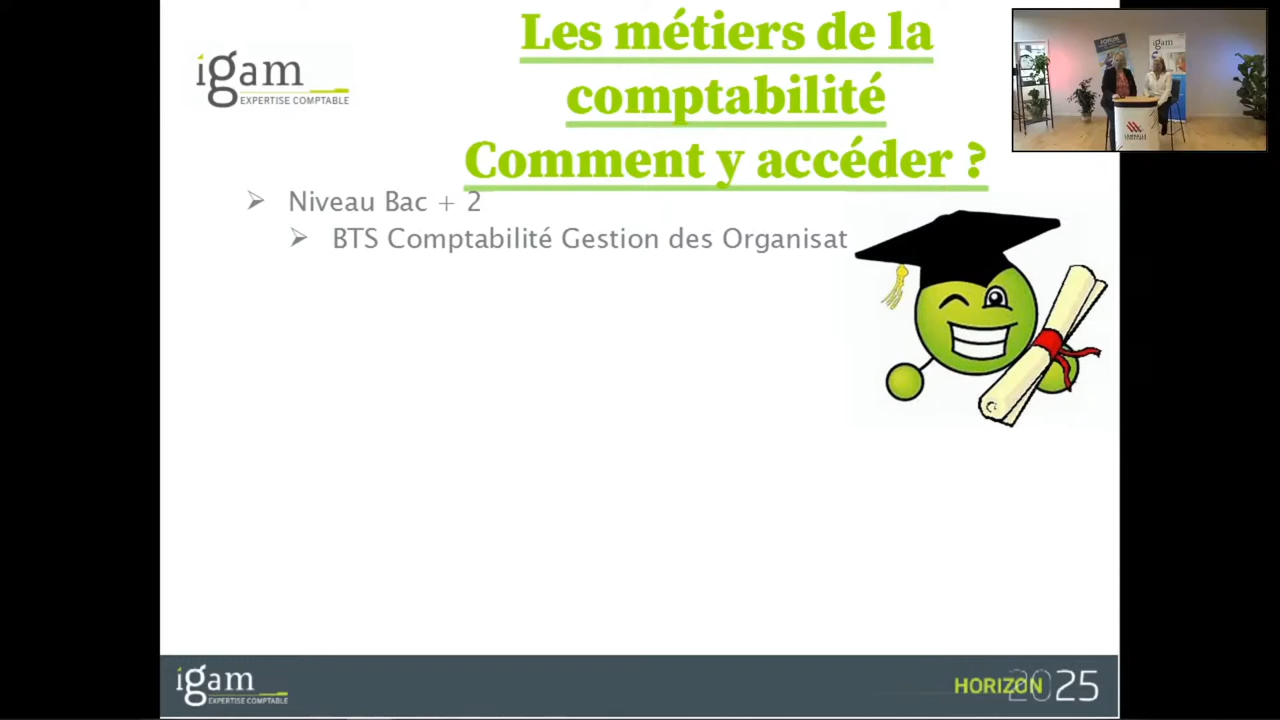 Les métiers de la
comptabilité
Comment y accéder ?
igam
EXPERTISE COMPTABLE
igam
Niveau Bac + 2
BTS Comptabilité Gestion des Organisat
igam
EXPERTISE COMPTABLE
HORIZON 2025